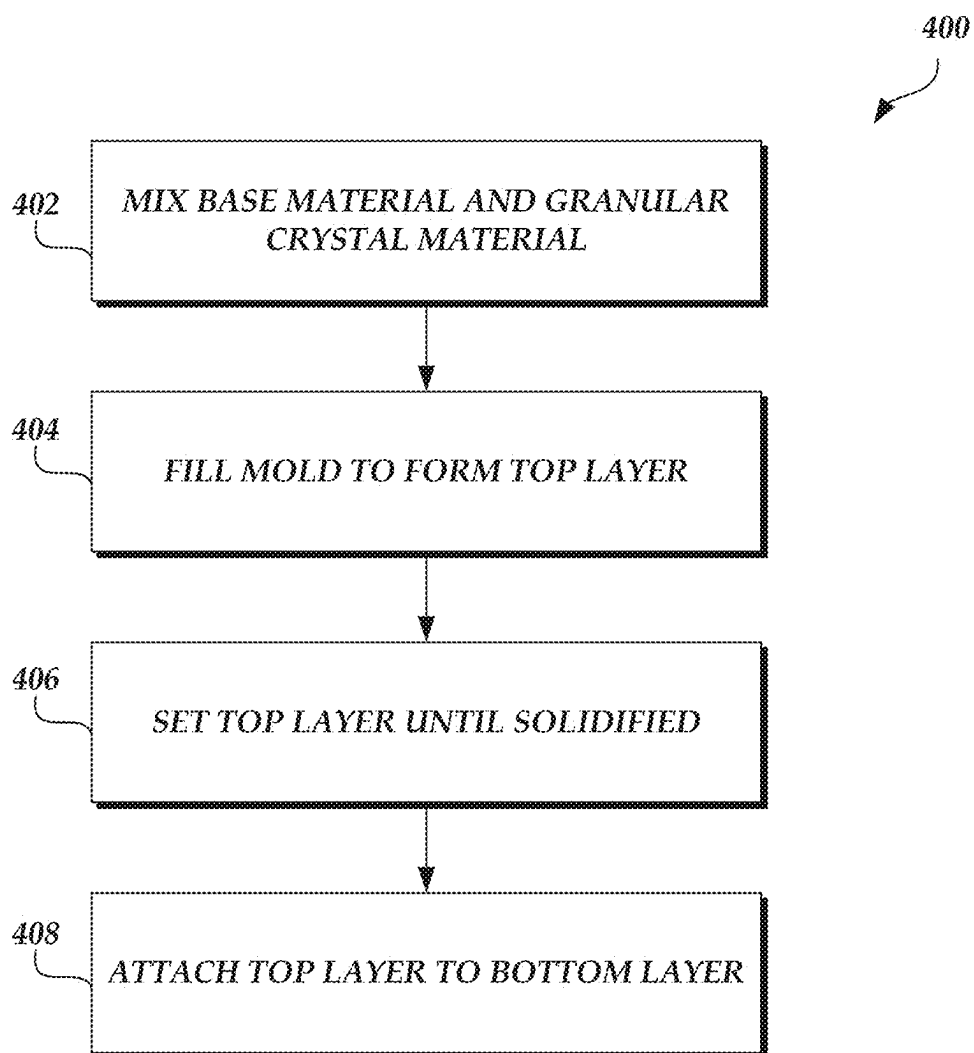 400
402
MIX BASE MATERIAL AND GRANULAR
CRYSTAL MATERIAL
404
FILL MOLD TO FORM TOP LAYER
406
SET TOP LAYER UNTIL SOLIDIFIED
408
ATTACH TOP LAYER TO BOTTOM LAYER